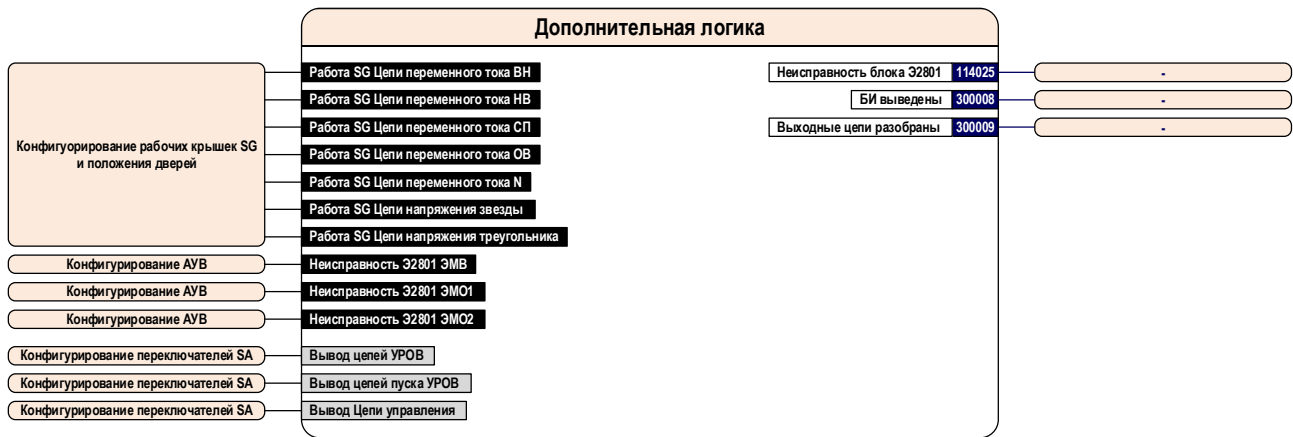 Дополнительная логика
Работа SG Цепи переменного тока ВН
Неисправность блока Э2801 114025 -
Работа SG Цепи переменного тока НВ
БИ выведены 300008 -
Работа SG Цепи переменного тока СП
Выходные цепи разобраны 300009 -
Конфигуорирование рабочих крышек SG
и положения дверей
Работа SG Цепи переменного тока ОВ
Работа SG Цепи переменного тока N
Работа SG Цепи напряжения звезды
Работа SG Цепи напряжения треугольника
Конфигурирование АУВ Неисправность Э2801 ЭМВ
Конфигурирование АУВ Неисправность Э2801 ЭМО1
Конфигурирование АУВ Неисправность Э2801 ЭМО2
Конфигурирование переключателей SA Вывод цепей УРОВ
Конфигурирование переключателей SA Вывод цепей пуска УРОВ
Конфигурирование переключателей SA Вывод Цепи управления